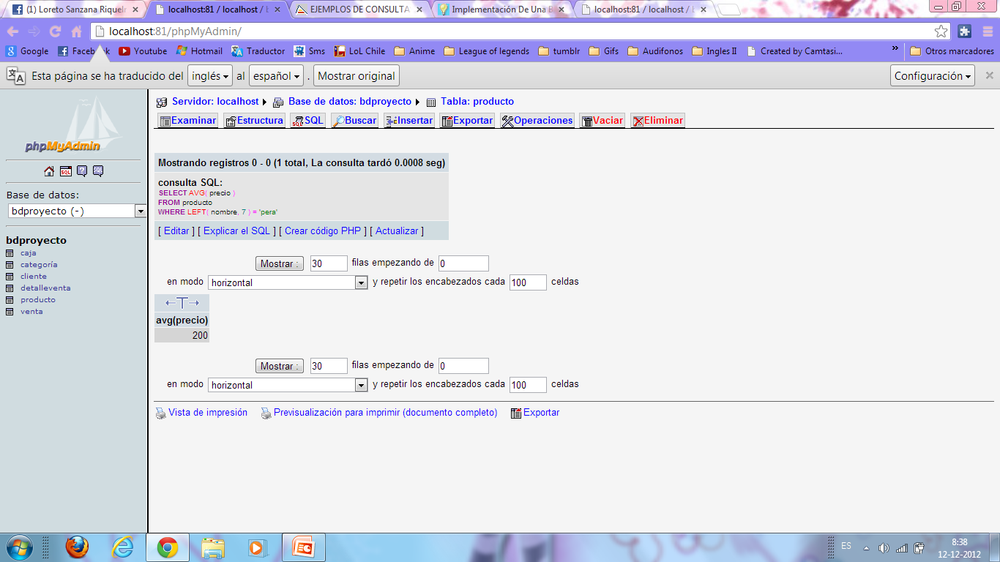 (1) Loreto Sanzana Riquelm
localhost:81 / localhost / b
EJEMPLOS DE CONSULTA
Implementación De Una B
localhost:81 / localhost / b
localhost:81/phpMyAdmin/
Google
Facebook
Youtube
Hotmail
Traductor
Sms
LoL Chile
Anime
League of legends
tumblr
Gifs
Audifonos
Ingles II
Created by Camtasi...
»
Otros marcadores
Esta página se ha traducido del inglés al español . Mostrar original
Configuración
phpMyAdmin
SQL
Base de datos:
bdproyecto (-)
bdproyecto
caja
categoría
cliente
detalleventa
producto
venta
Servidor: localhost Base de datos: bdproyecto Tabla: producto
Examinar Estructura SQL Buscar Insertar Exportar Operaciones Vaciar Eliminar
Mostrando registros 0 - 0 (1 total, La consulta tardó 0.0008 seg)
consulta SQL:
SELECT AVG( precio )
FROM producto
WHERE LEFT( nombre, 7 ) = 'pera'
[ Editar ] [ Explicar el SQL ] [ Crear código PHP ] [ Actualizar ]
Mostrar : 30 filas empezando de 0
en modo horizontal y repetir los encabezados cada 100 celdas
←T→
avg(precio)
200
Mostrar : 30 filas empezando de 0
en modo horizontal y repetir los encabezados cada 100 celdas
Vista de impresión Previsualización para imprimir (documento completo) Exportar
ES
8:38
12-12-2012